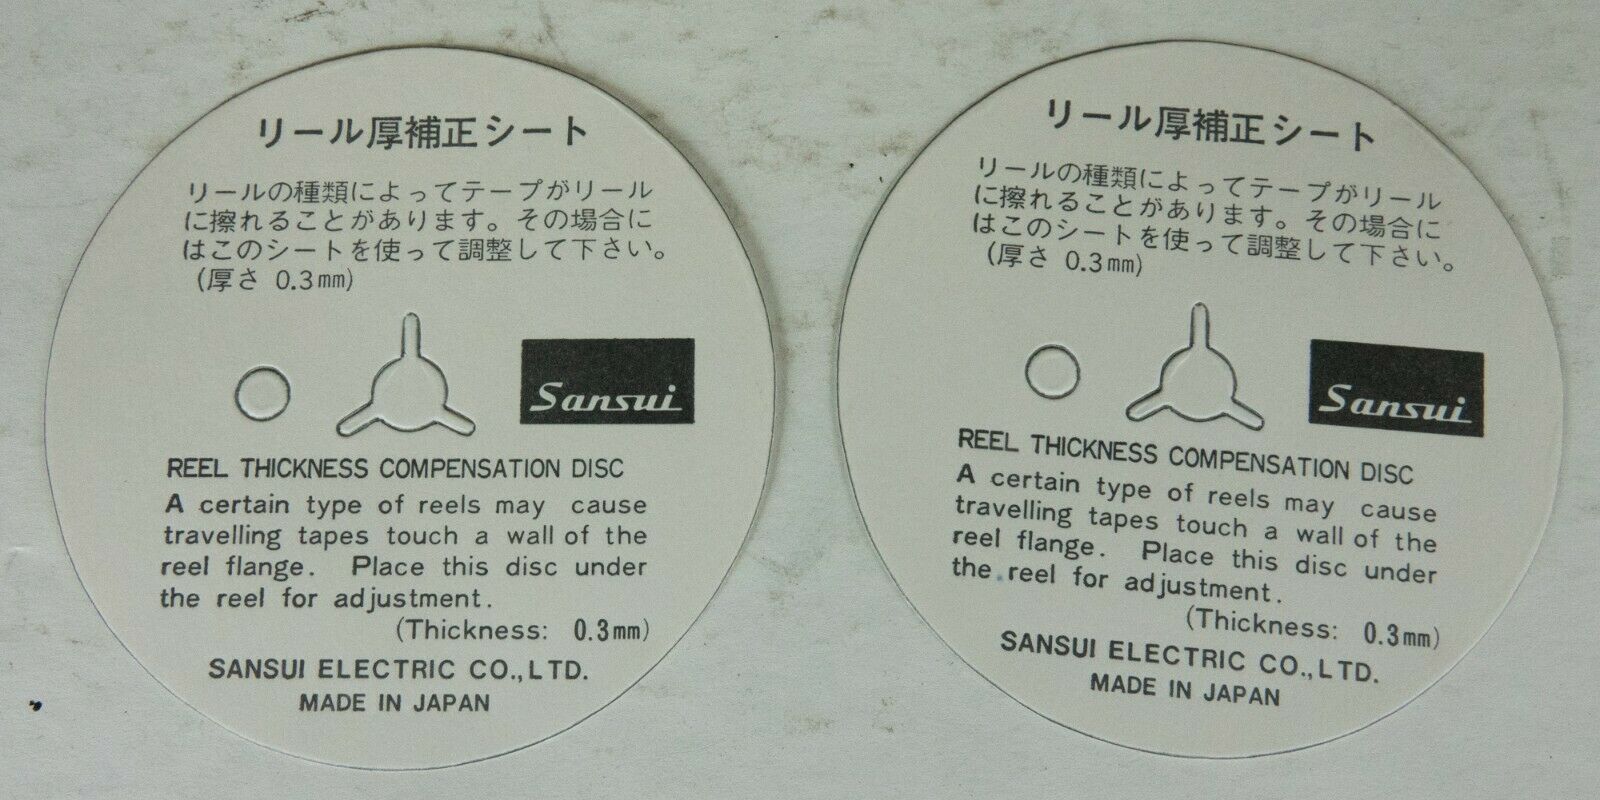 リール厚補正シート
リールの種類によってテープがリール
に擦れることがあります。その場合に
はこのシートを使って調整して下さい。
(厚さ 0.3mm)
Sansui
REEL THICKNESS COMPENSATION DISC
A certain type of reels may cause
travelling tapes touch a wall of the
reel flange. Place this disc under
the reel for adjustment.
(Thickness: 0.3mm)
SANSUI ELECTRIC CO.,LTD.
MADE IN JAPAN
リール厚補正シート
リールの種類によってテープがリール
に擦れることがあります。その場合に
はこのシートを使って調整して下さい。
(厚さ 0.3mm)
Sansui
REEL THICKNESS COMPENSATION DISC
A certain type of reels may cause
travelling tapes touch a wall of the
reel flange. Place this disc under
the reel for adjustment.
(Thickness: 0.3mm)
SANSUI ELECTRIC CO.,LTD.
MADE IN JAPAN